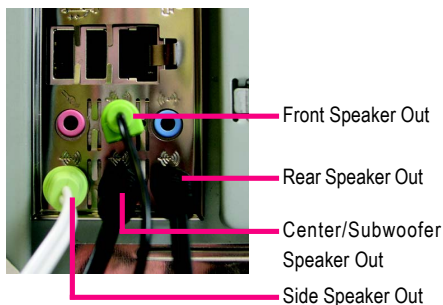 Front Speaker Out
Rear Speaker Out
Center/Subwoofer
Speaker Out
Side Speaker Out